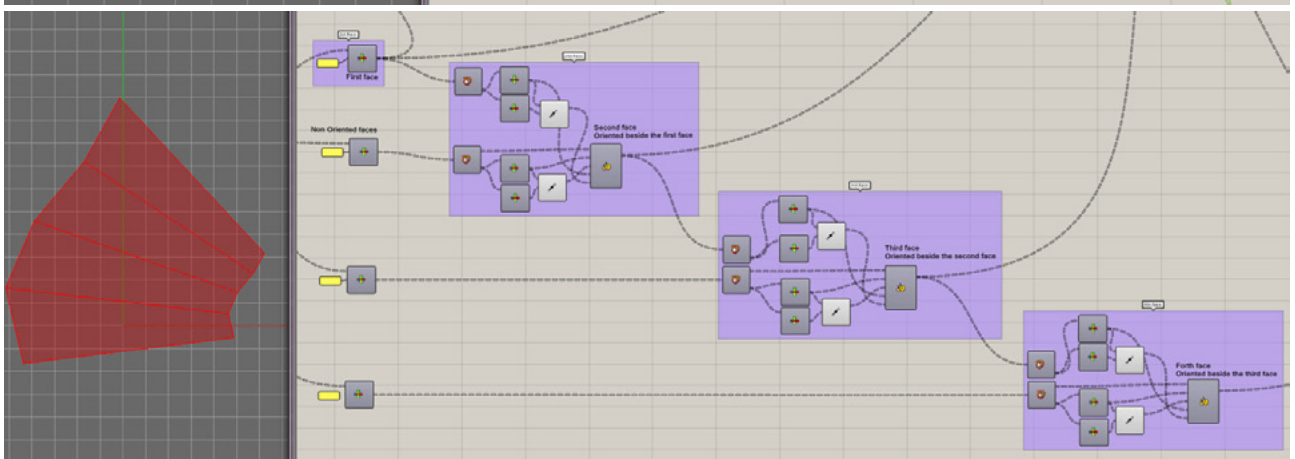 First face
Non Oriented faces
Second face
Oriented beside the first face
Third face
Oriented beside the second face
Forth face
Oriented beside the third face